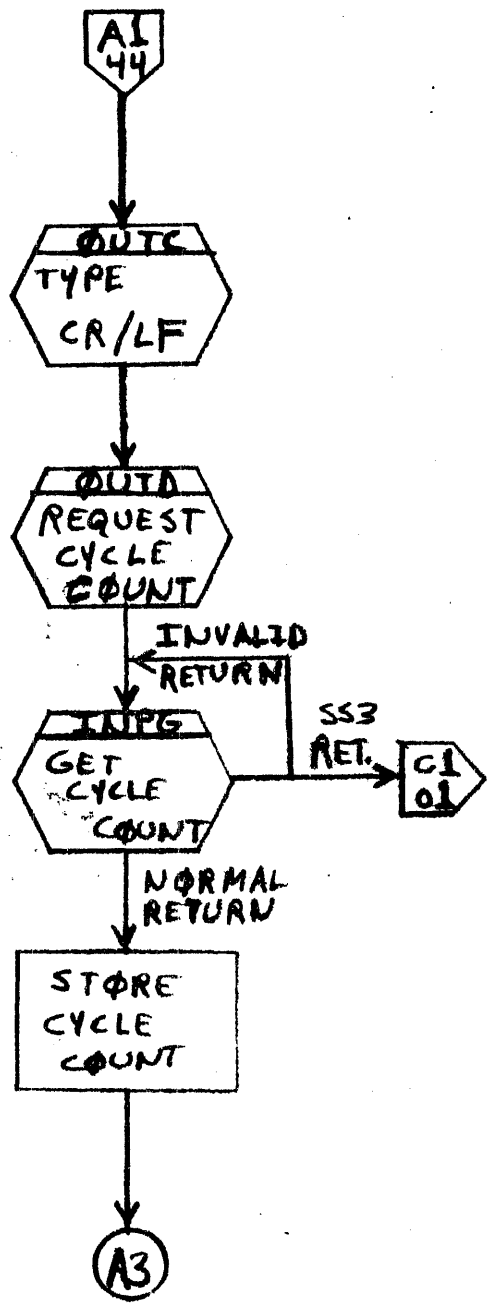 A1
44
ØUTC
TYPE
CR/LF
ØUTD
REQUEST
CYCLE
CØUNT
INVALID
RETURN
INPG
GET
CYCLE
CØUNT
SS3
RET.
C1
01
NØRMAL
RETURN
STØRE
CYCLE
CØUNT
A3